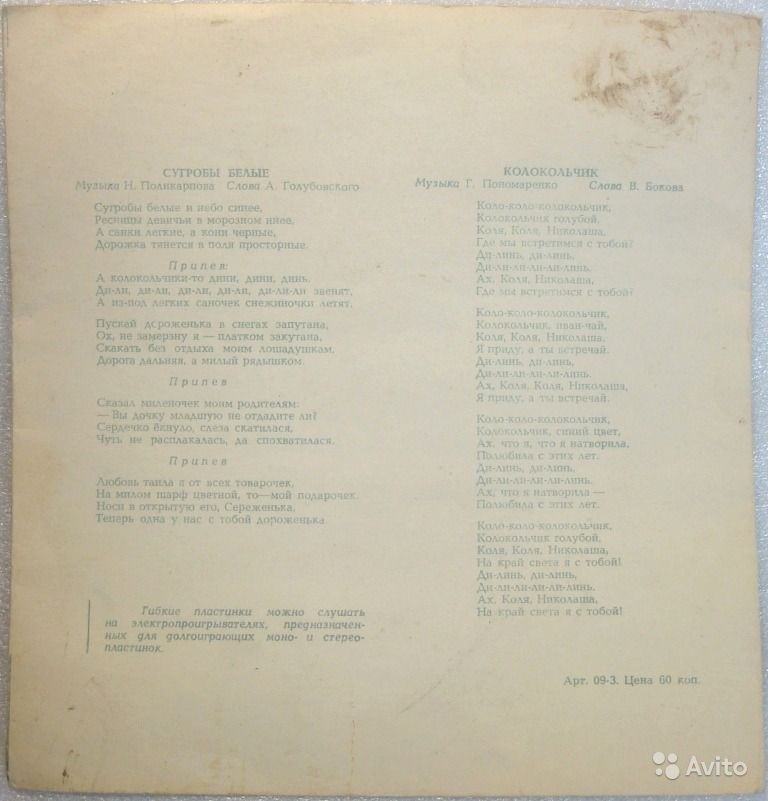 СУГРОБЫ БЕЛЫЕ
Музыка Н. Поликарпова Слова А. Голубовского
Сугробы белые и небо синее,
Ресницы девичьи в морозном инее,
А санки легкие, а кони черные,
Дорожка тянется в поля просторные.
Припев:
А колокольчики-то дини, дини, динь.
Ди-ли, ди-ли, ди-ли, ди-ля, ди-ли-ли звенят,
А из-под легких саночек снежиночки летят.
Пускай дороженька в снегах запутана,
Ох, не замерзну я — платком закутана,
Скакать без отдыха моим лошадушкам,
Дорога дальняя, а милый рядышком.
Припев
Сказал миленочек моим родителям:
— Вы дочку младшую не отдадите ли?
Сердечко ёкнуло, слеза скатилася,
Чуть не расплакалась, да спохватилася.
Припев
Любовь таила я от всех товарочек,
На милом шарф цветной, то—мой подарочек.
Носи в открытую его, Сереженька,
Теперь одна у нас с тобой дороженька
Гибкие пластинки можно слушать
на электропроигрывателях, предназначен-
ных для долгоиграющих моно- и стерео-
пластинок.
КОЛОКОЛЬЧИК
Музыка Г. Пономаренко Слова В. Бокова
Коло-коло-колокольчик,
Колокольчик голубой,
Коля, Коля, Николаша,
Где мы встретимся с тобой?
Ди-линь, ди-линь,
Ди-ли-ли-ли-ли-линь.
Ах, Коля, Николаша,
Где мы встретимся с тобой?
Коло-коло-колокольчик,
Колокольчик, иван-чай,
Коля, Коля, Николаша,
Я приду, а ты встречай.
Ди-линь, ди-линь,
Ди-ли-ли-ли-ли-линь.
Ах, Коля, Коля, Николаша,
Я приду, а ты встречай.
Коло-коло-колокольчик,
Колокольчик, синий цвет,
Ах, что я, что я натворила,
Полюбила с этих лет.
Ди-линь, ди-линь,
Ди-ли-ли-ли-ли-линь.
Ах, что я натворила —
Полюбила с этих лет.
Коло-коло-колокольчик,
Колокольчик голубой,
Коля, Коля, Николаша,
На край света я с тобой!
Ди-линь, ди-линь,
Ди-ли-ли-ли-ли-линь.
Ах, Коля, Николаша,
На край света я с тобой!
Арт. 09-3. Цена 60 коп.
Avito